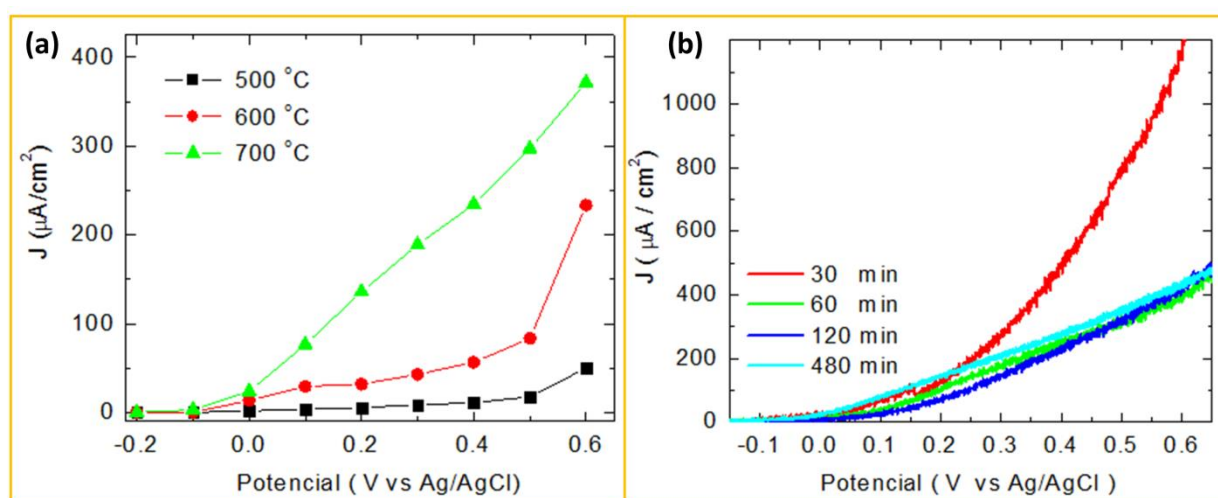 (a)
400
300
200
100
0
J (µA/cm²)
500 °C
600 °C
700 °C
-0.2 0.0 0.2 0.4 0.6
Potencial ( V vs Ag/AgCl)
(b)
1000
800
600
400
200
0
J ( µA / cm²)
30 min
60 min
120 min
480 min
-0.1 0.0 0.1 0.2 0.3 0.4 0.5 0.6
Potencial ( V vs Ag/AgCl )